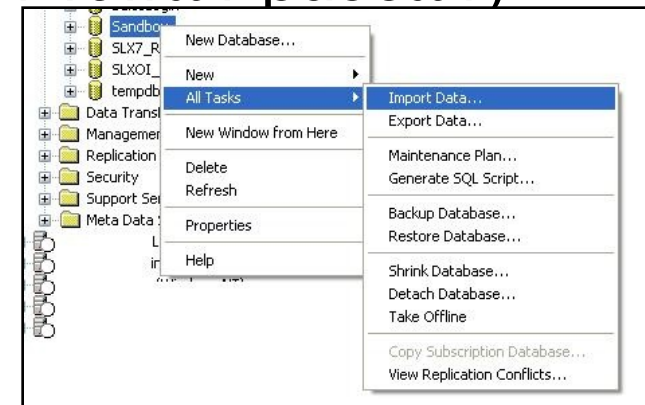 Sandbox
SLX7_R
SLXOI_
tempdb
Data Transf
Managemer
Replication
Security
Support Ser
Meta Data
New Database...
New
All Tasks
New Window from Here
Delete
Refresh
Properties
Help
Import Data...
Export Data...
Maintenance Plan...
Generate SQL Script...
Backup Database...
Restore Database...
Shrink Database...
Detach Database...
Take Offline
Copy Subscription Database...
View Replication Conflicts...